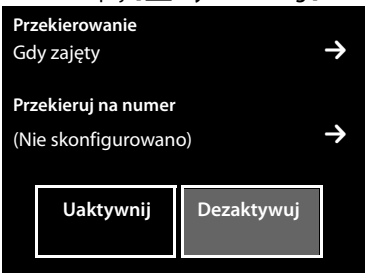 Przekierowanie
Gdy zajęty
Przekieruj na numer
(Nie skonfigurowano)
Uaktywnij
Dezaktywuj